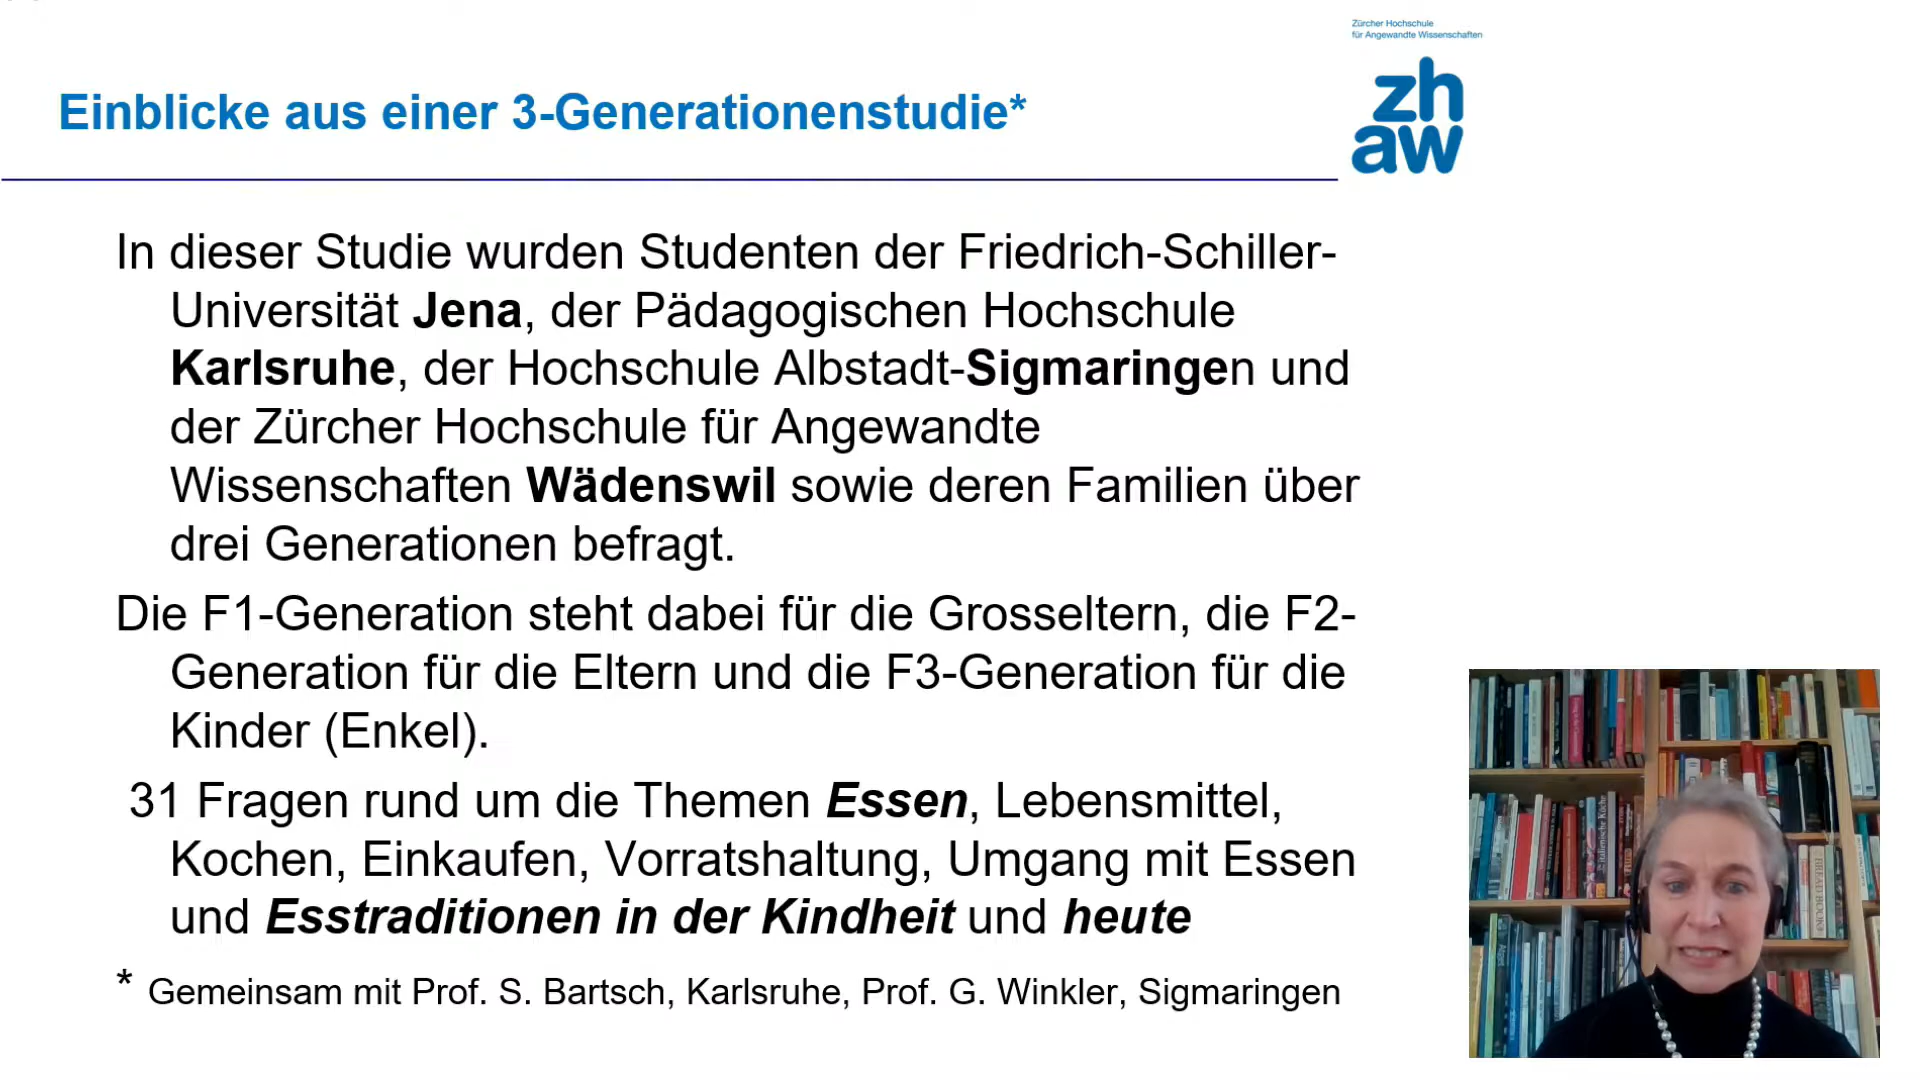 Zürcher Hochschule
für Angewandte Wissenschaften
zh
aw
Einblicke aus einer 3-Generationenstudie*
In dieser Studie wurden Studenten der Friedrich-Schiller-
Universität Jena, der Pädagogischen Hochschule
Karlsruhe, der Hochschule Albstadt-Sigmaringen und
der Zürcher Hochschule für Angewandte
Wissenschaften Wädenswil sowie deren Familien über
drei Generationen befragt.
Die F1-Generation steht dabei für die Grosseltern, die F2-
Generation für die Eltern und die F3-Generation für die
Kinder (Enkel).
31 Fragen rund um die Themen Essen, Lebensmittel,
Kochen, Einkaufen, Vorratshaltung, Umgang mit Essen
und Esstraditionen in der Kindheit und heute
* Gemeinsam mit Prof. S. Bartsch, Karlsruhe, Prof. G. Winkler, Sigmaringen